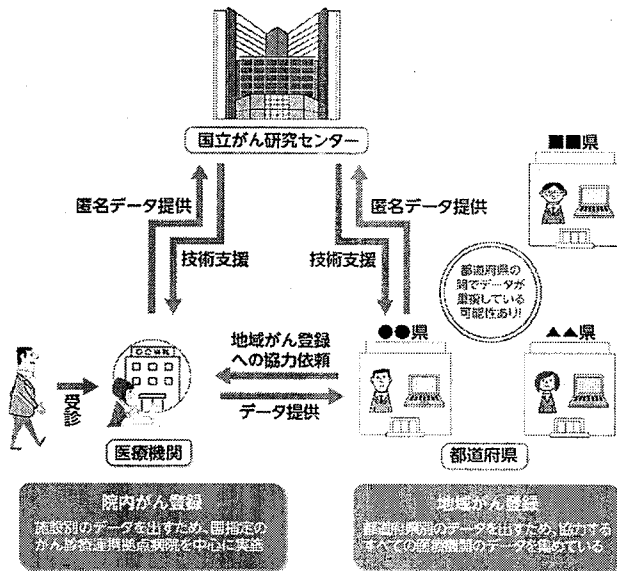 国立がん研究センター
■■県
匿名データ提供
匿名データ提供
技術支援
技術支援
都道府県の
間でデータが
重複している
可能性あり!
●●県
▲▲県
地域がん登録
への協力依頼
受診
データ提供
医療機関
都道府県
院内がん登録
施設別のデータを出すため、国指定の
がん診療連携拠点病院を中心に実施
地域がん登録
都道府県別のデータを出すため、協力する
すべての医療機関のデータを集めている